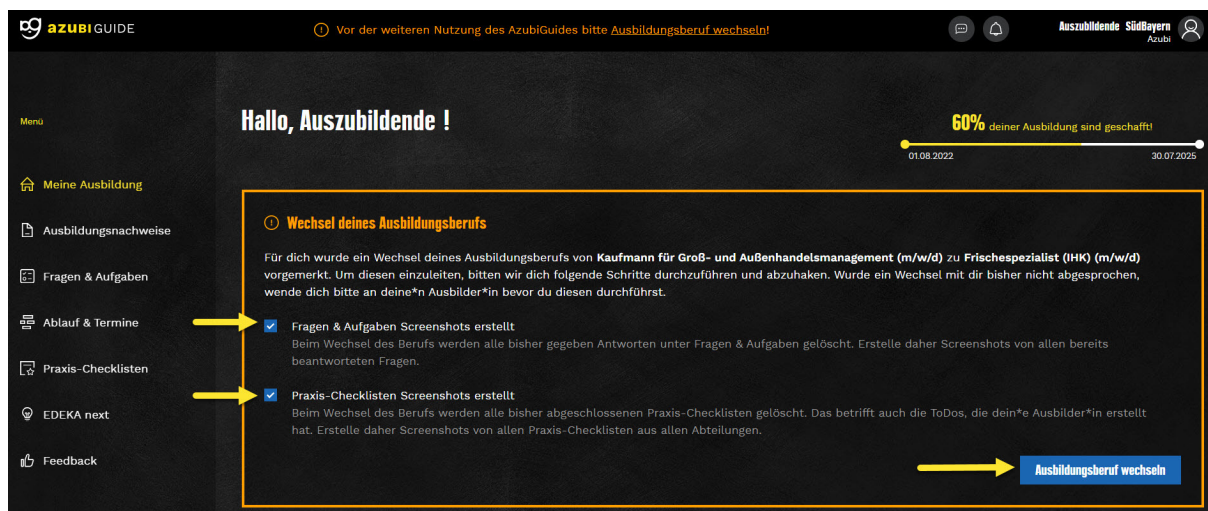 azubiGUIDE
Vor der weiteren Nutzung des AzubiGuides bitte Ausbildungsberuf wechseln!
Auszubildende SüdBayern
Azubi
Menü
Hallo, Auszubildende !
60% deiner Ausbildung sind geschafft!
01.08.2022
30.07.2025
Meine Ausbildung
Ausbildungsnachweise
Fragen & Aufgaben
Ablauf & Termine
Praxis-Checklisten
EDEKA next
Feedback
Wechsel deines Ausbildungsberufs
Für dich wurde ein Wechsel deines Ausbildungsberufs von Kaufmann für Groß- und Außenhandelsmanagement (m/w/d) zu Frischespezialist (IHK) (m/w/d)
vorgemerkt. Um diesen einzuleiten, bitten wir dich folgende Schritte durchzuführen und abzuhaken. Wurde ein Wechsel mit dir bisher nicht abgesprochen,
wende dich bitte an deine*n Ausbilder*in bevor du diesen durchführst.
Fragen & Aufgaben Screenshots erstellt
Beim Wechsel des Berufs werden alle bisher gegeben Antworten unter Fragen & Aufgaben gelöscht. Erstelle daher Screenshots von allen bereits
beantworteten Fragen.
Praxis-Checklisten Screenshots erstellt
Beim Wechsel des Berufs werden alle bisher abgeschlossenen Praxis-Checklisten gelöscht. Das betrifft auch die ToDos, die dein*e Ausbilder*in erstellt
hat. Erstelle daher Screenshots von allen Praxis-Checklisten aus allen Abteilungen.
Ausbildungsberuf wechseln